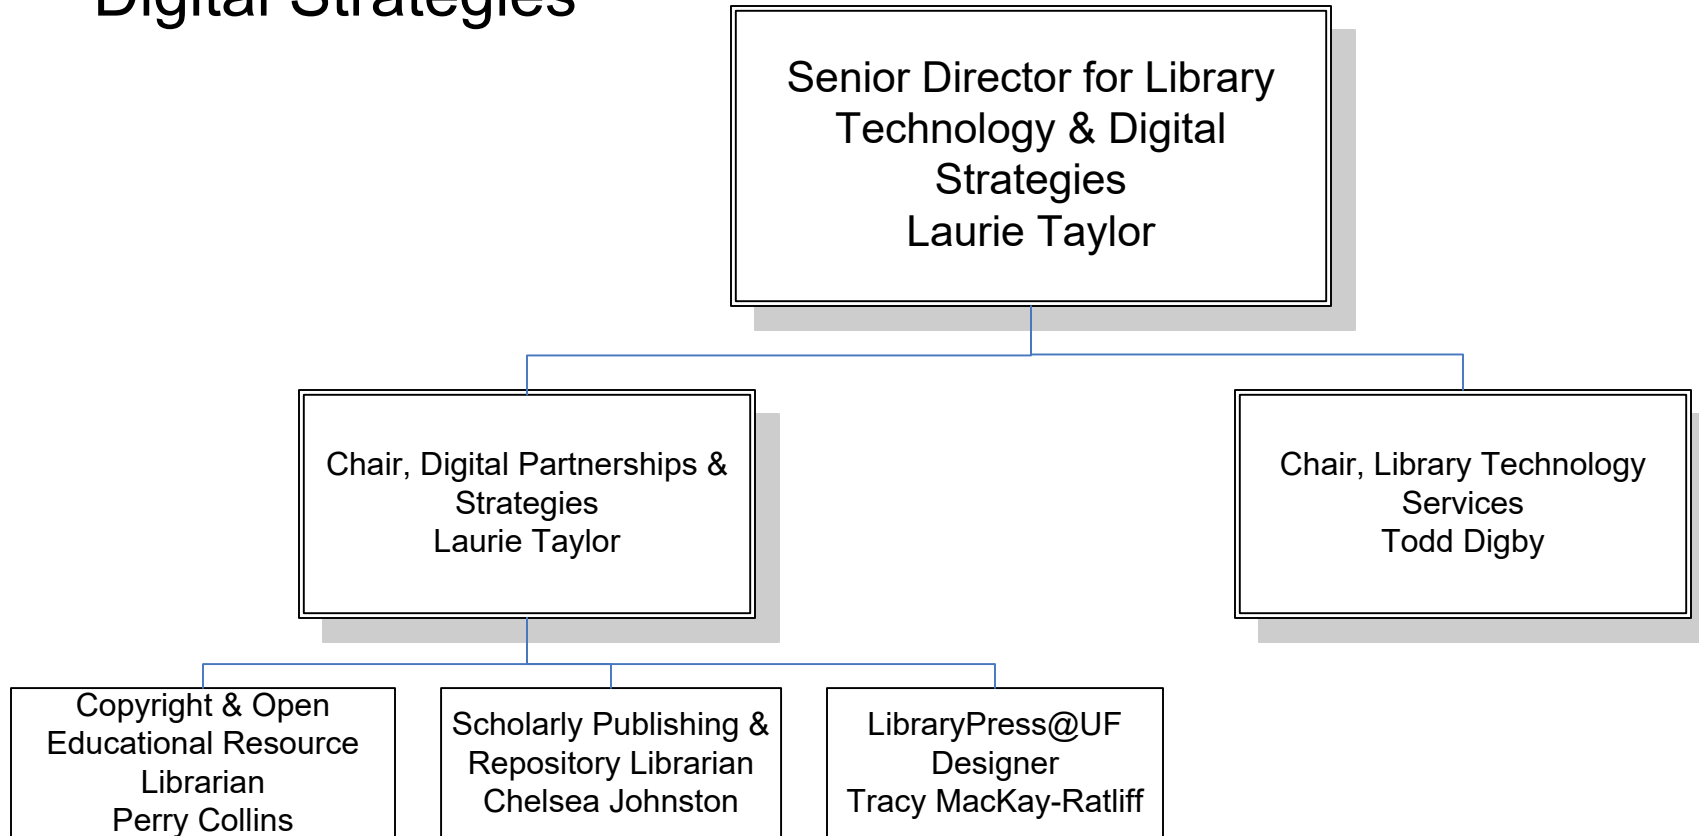 Digital Strategies
Senior Director for Library
Technology & Digital
Strategies
Laurie Taylor
Chair, Digital Partnerships &
Strategies
Laurie Taylor
Chair, Library Technology
Services
Todd Digby
Copyright & Open
Educational Resource
Librarian
Perry Collins
Scholarly Publishing &
Repository Librarian
Chelsea Johnston
LibraryPress@UF
Designer
Tracy MacKay-Ratliff